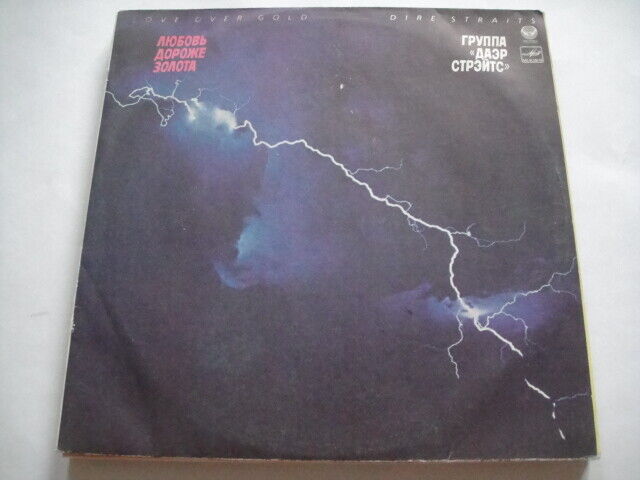 LOVE OVER GOLD
DIRE STRAITS
ЛЮБОВЬ
ДОРОЖЕ
ЗОЛОТА
ГРУППА
«ДАЭР
СТРЭЙТС»